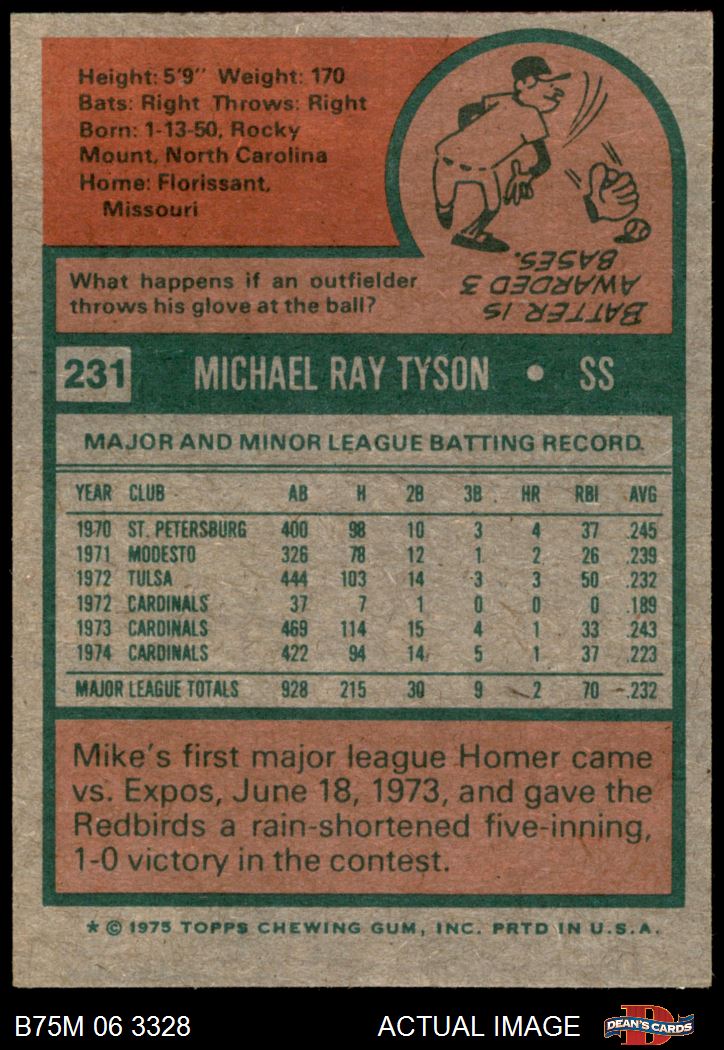 Height: 5'9" Weight: 170
Bats: Right Throws: Right
Born: 1-13-50, Rocky
Mount, North Carolina
Home: Florissant,
Missouri
What happens if an outfielder
throws his glove at the ball?
BATTER IS
AWARDED 3
BASES.
231 MICHAEL RAY TYSON • SS
MAJOR AND MINOR LEAGUE BATTING RECORD
YEAR CLUB AB H 2B 3B HR RBI AVG
1970 ST. PETERSBURG 400 98 10 3 4 37 .245
1971 MODESTO 326 78 12 1 2 26 .239
1972 TULSA 444 103 14 3 3 50 .232
1972 CARDINALS 37 7 1 0 0 0 .189
1973 CARDINALS 469 114 15 4 1 33 .243
1974 CARDINALS 422 94 14 5 1 37 .223
MAJOR LEAGUE TOTALS 928 215 30 9 2 70 .232
Mike's first major league Homer came
vs. Expos, June 18, 1973, and gave the
Redbirds a rain-shortened five-inning,
1-0 victory in the contest.
* © 1975 TOPPS CHEWING GUM, INC. PRTD IN U.S.A.
B75M 06 3328 ACTUAL IMAGE DEAN'S CARDS